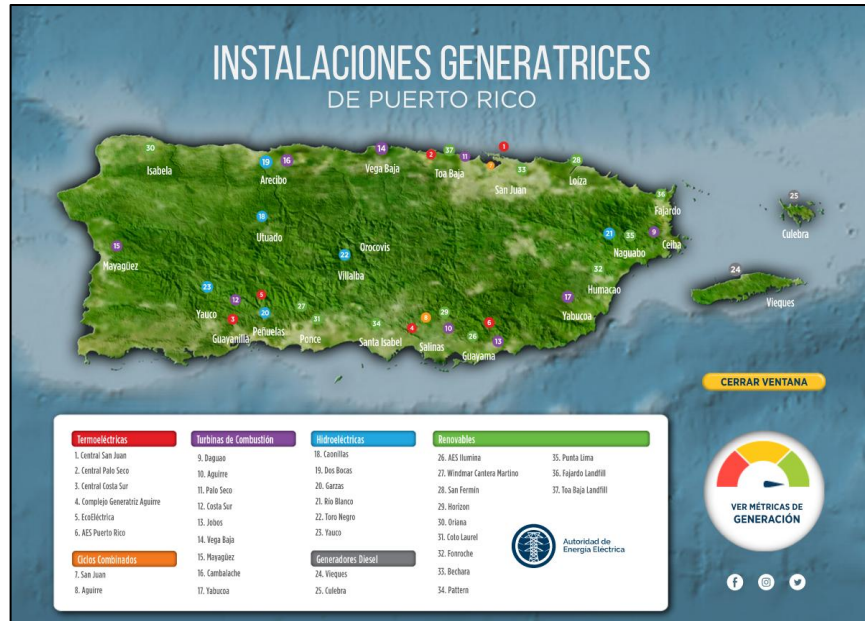 INSTALACIONES GENERATRICES
DE PUERTO RICO
30
Isabela
19
16
Arecibo
14
Vega Baja
2
37
11
Toa Baja
1
33
San Juan
28
Loíza
36
Fajardo
25
Culebra
18
Utuado
15
Mayagüez
Orocovis
22
Villalba
21
35
9
Naguabo
Ceiba
32
Humacao
24
Vieques
23
Yauco
12
3
Guayanilla
5
20
Peñuelas
27
31
Ponce
34
Santa Isabel
4
8
29
10
Salinas
26
6
13
Guayama
17
Yabucoa
CERRAR VENTANA
Termoeléctricas
1. Central San Juan
2. Central Palo Seco
3. Central Costa Sur
4. Complejo Generatriz Aguirre
5. EcoEléctrica
6. AES Puerto Rico
Ciclos Combinados
7. San Juan
8. Aguirre
Turbinas de Combustión
9. Daguao
10. Aguirre
11. Palo Seco
12. Costa Sur
13. Jobos
14. Vega Baja
15. Mayagüez
16. Cambalache
17. Yabucoa
Hidroeléctricas
18. Caonillas
19. Dos Bocas
20. Garzas
21. Río Blanco
22. Toro Negro
23. Yauco
Generadores Diesel
24. Vieques
25. Culebra
Renovables
26. AES Ilumina
27. Windmar Cantera Martino
28. San Fermín
29. Horizon
30. Oriana
31. Coto Laurel
32. Fonroche
33. Bechara
34. Pattern
35. Punta Lima
36. Fajardo Landfill
37. Toa Baja Landfill
Autoridad de
Energía Eléctrica
VER MÉTRICAS DE
GENERACIÓN